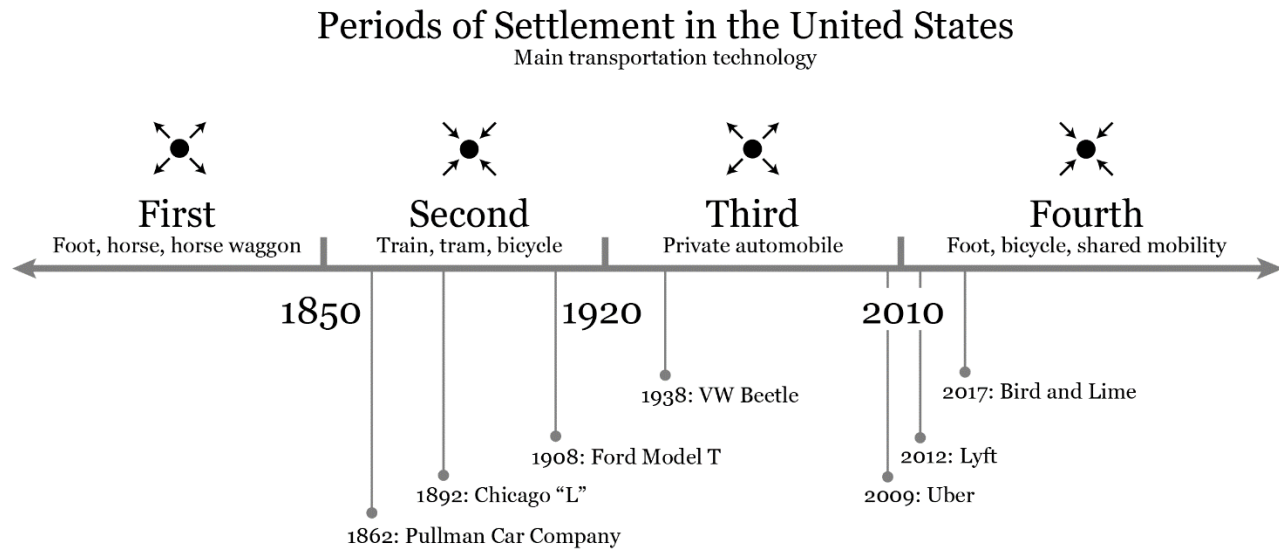 Periods of Settlement in the United States
Main transportation technology
First
Second
Third
Fourth
Foot, horse, horse waggon
Train, tram, bicycle
Private automobile
Foot, bicycle, shared mobility
1850
1920
2010
1938: VW Beetle
2017: Bird and Lime
1908: Ford Model T
2012: Lyft
1892: Chicago “L”
2009: Uber
1862: Pullman Car Company